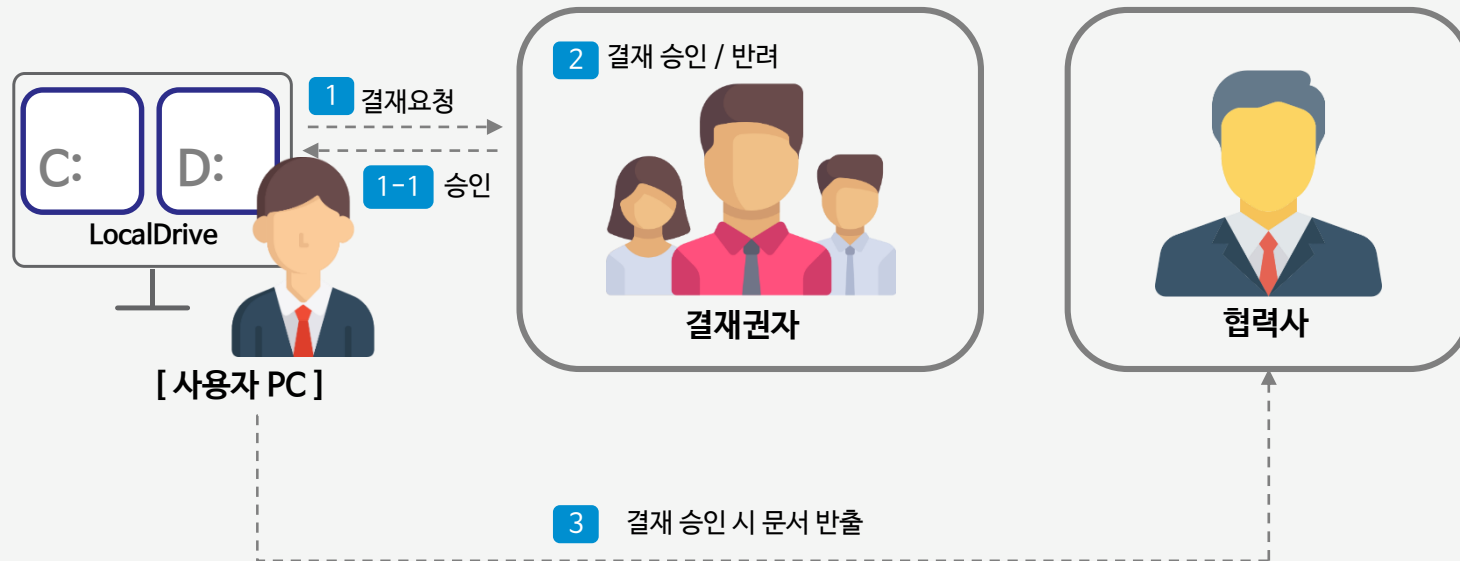 2 결재 승인 / 반려
1 결재요청
1-1 승인
C: D:
LocalDrive
[ 사용자 PC ]
결재권자
협력사
3 결재 승인 시 문서 반출